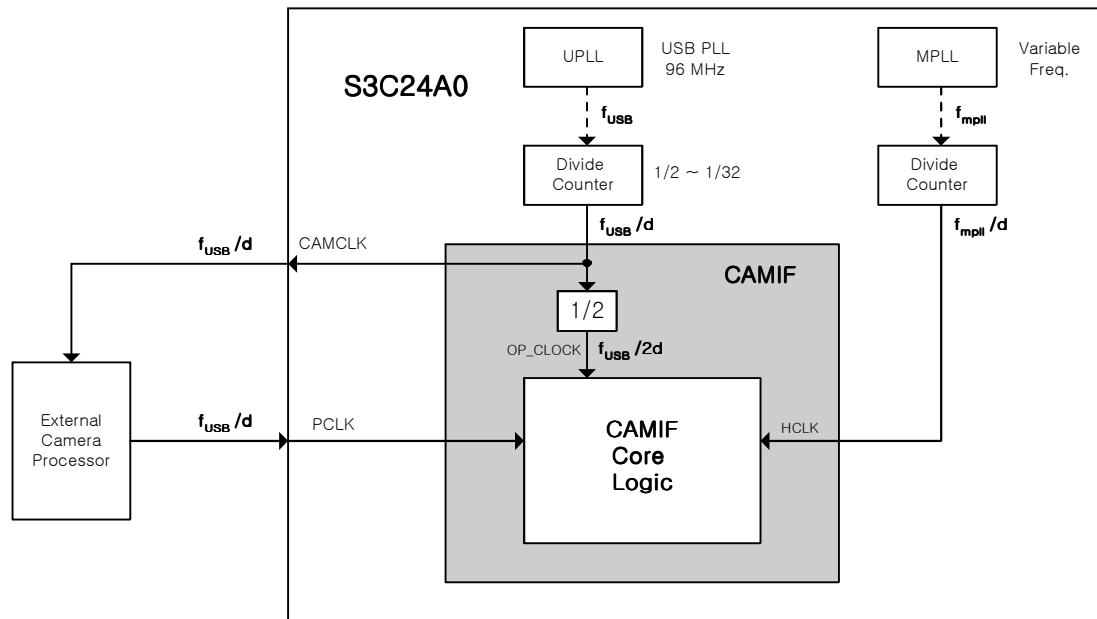 UPLL
USB PLL
96 MHz
MPLL
Variable
Freq.
S3C24A0
fUSB
fmpll
Divide
Counter
1/2 ~ 1/32
Divide
Counter
fUSB/d
fmpll/d
fUSB /d
CAMCLK
CAMIF
1/2
OP_CLOCK
fUSB /2d
External
Camera
Processor
fUSB/d
PCLK
CAMIF
Core
Logic
HCLK